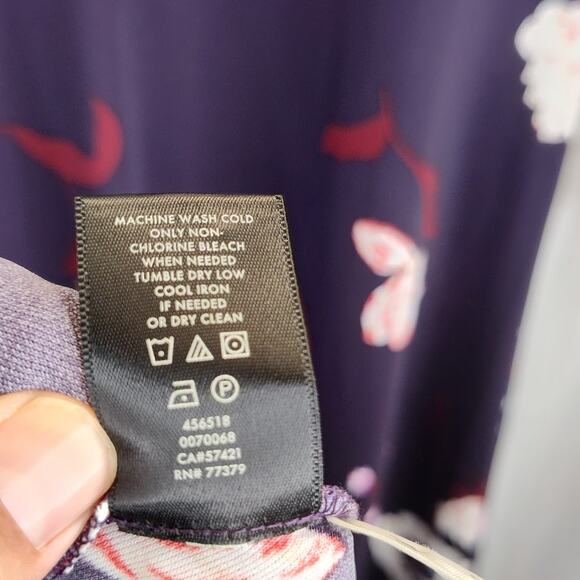 MACHINE WASH COLD
ONLY NON-
CHLORINE BLEACH
WHEN NEEDED
TUMBLE DRY LOW
COOL IRON
IF NEEDED
OR DRY CLEAN
P
456518
0070068
CA#57421
RN# 77379